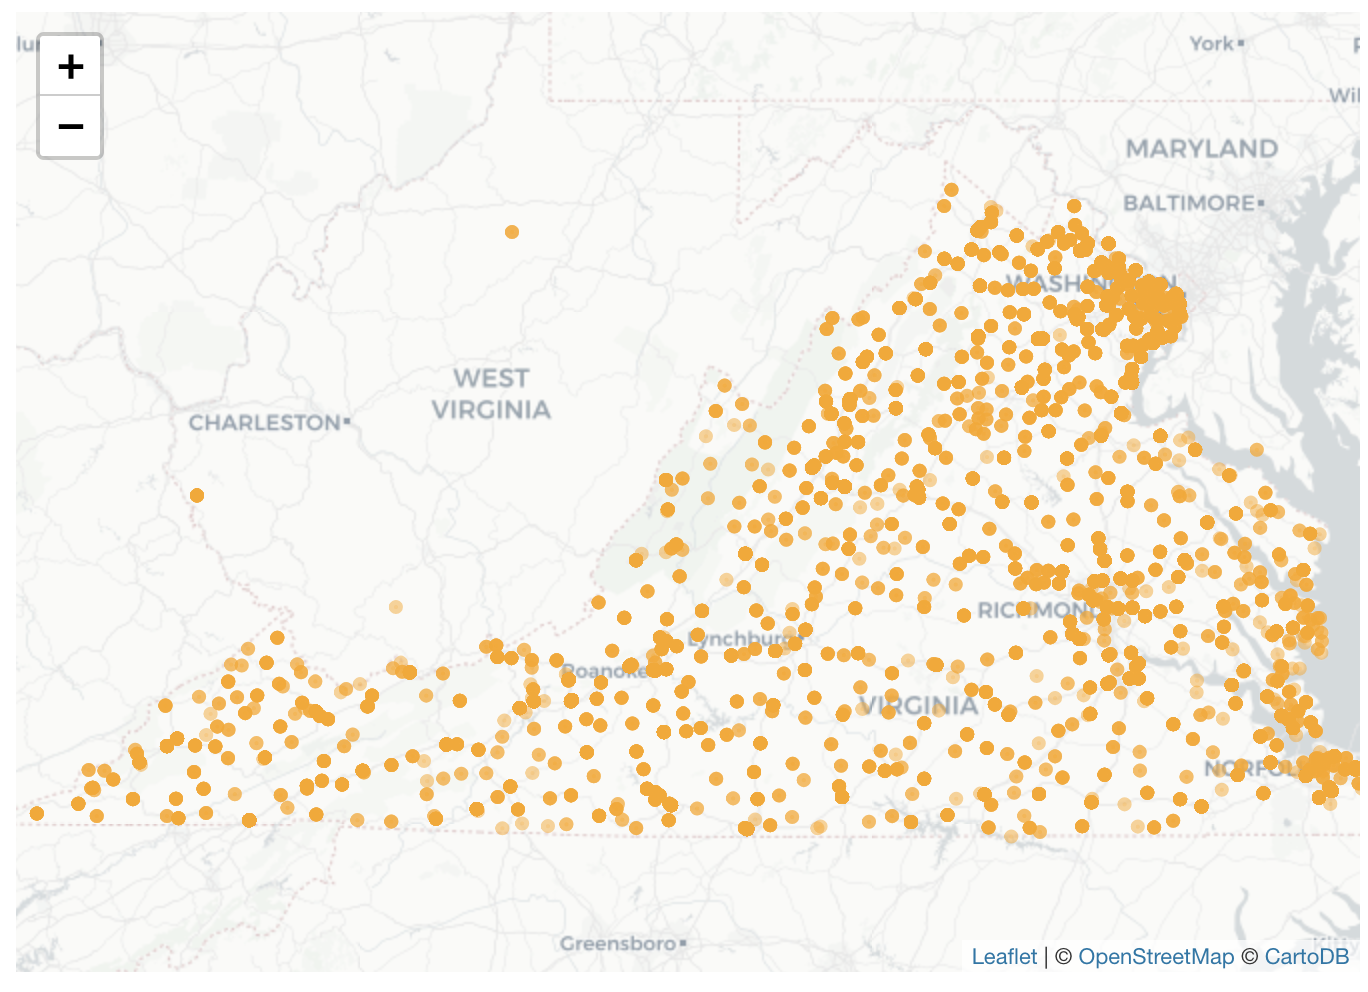 York
+
−
MARYLAND
BALTIMORE
WASHINGTON
WEST
VIRGINIA
CHARLESTON
RICHMOND
Lynchburg
Roanoke
VIRGINIA
NORFOLK
Greensboro
Leaflet | © OpenStreetMap © CartoDB